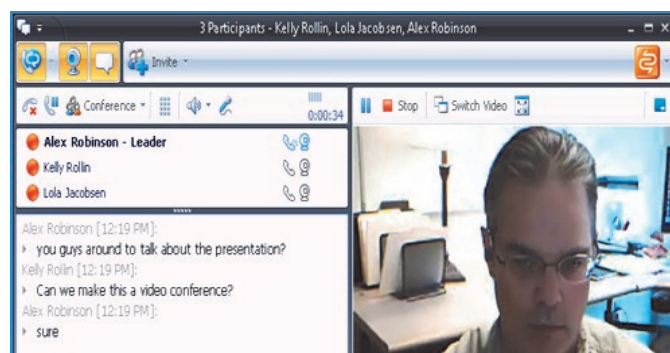 3 Participants - Kelly Rollin, Lola Jacobsen, Alex Robinson
Invite
Conference
0:00:34
Stop
Switch Video
Alex Robinson - Leader
Kelly Rollin
Lola Jacobsen
Alex Robinson [12:19 PM]:
you guys around to talk about the presentation?
Kelly Rollin [12:19 PM]:
Can we make this a video conference?
Alex Robinson [12:19 PM]:
sure